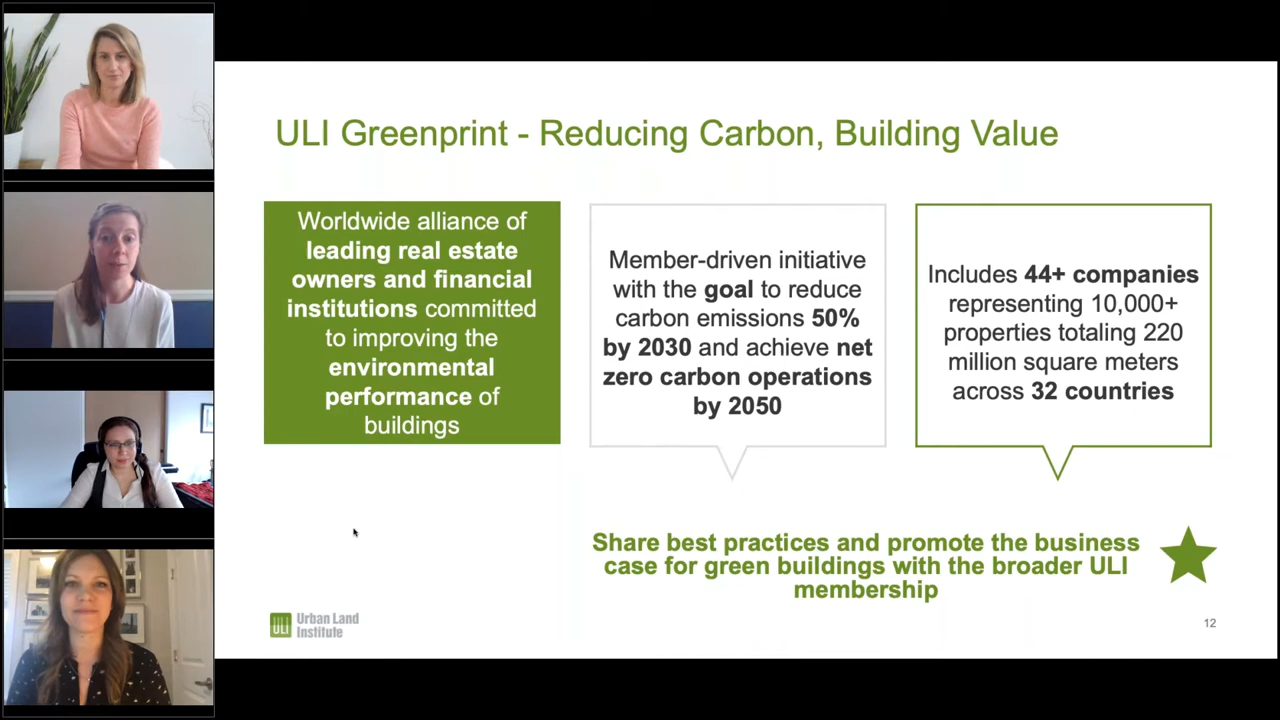 ULI Greenprint - Reducing Carbon, Building Value
Worldwide alliance of
leading real estate
owners and financial
institutions committed
to improving the
environmental
performance of
buildings
Member-driven initiative
with the goal to reduce
carbon emissions 50%
by 2030 and achieve net
zero carbon operations
by 2050
Includes 44+ companies
representing 10,000+
properties totaling 220
million square meters
across 32 countries
Share best practices and promote the business
case for green buildings with the broader ULI
membership
ULI Urban Land
Institute
12